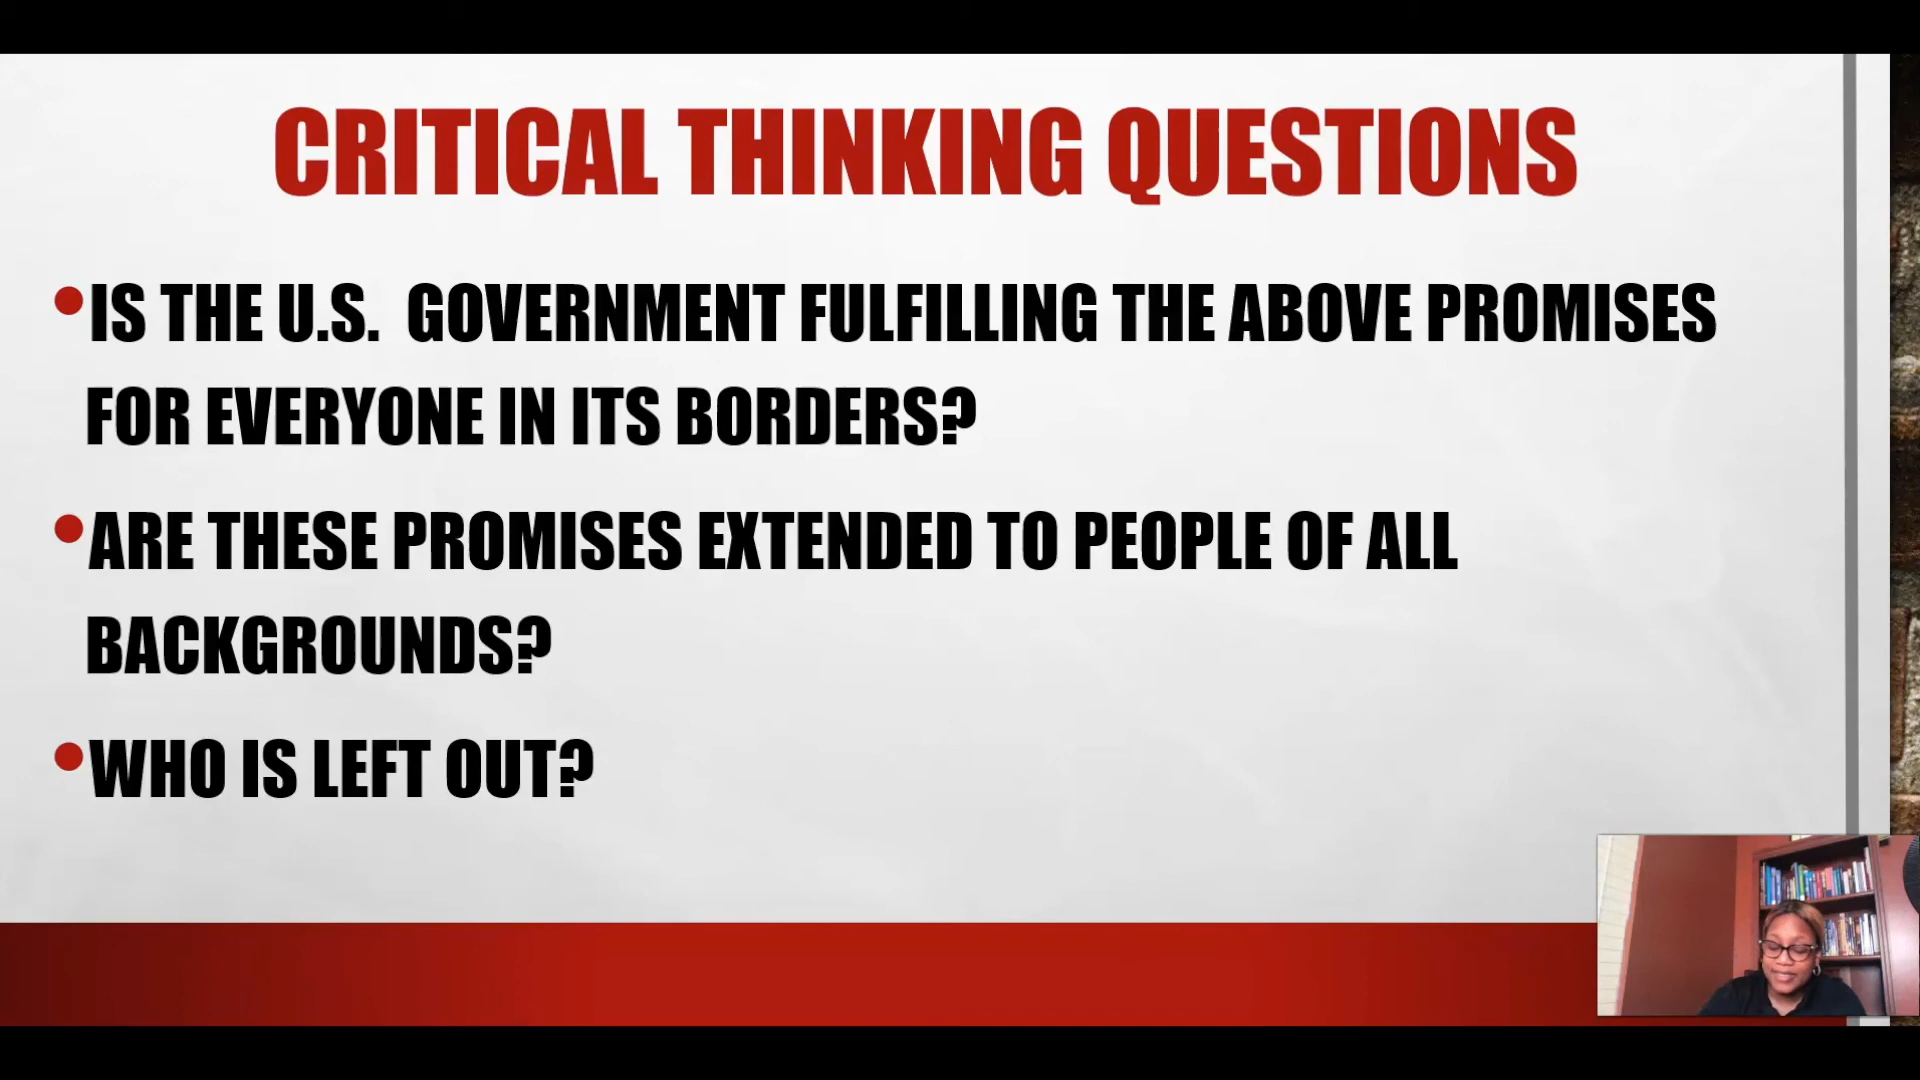 CRITICAL THINKING QUESTIONS
•IS THE U.S.  GOVERNMENT FULFILLING THE ABOVE PROMISES
FOR EVERYONE IN ITS BORDERS?
•ARE THESE PROMISES EXTENDED TO PEOPLE OF ALL
BACKGROUNDS?
•WHO IS LEFT OUT?